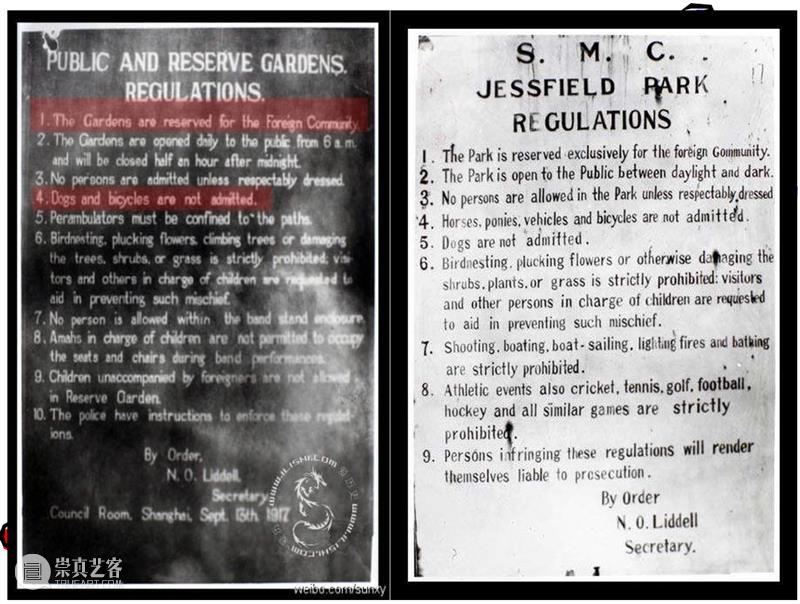 PUBLIC AND RESERVE GARDENS.
REGULATIONS.
1. The Gardens are reserved for the Foreign Community.
2. The Gardens are opened daily to the public from 6 a.m.
and will be closed half an hour after midnight.
3. No persons are admitted unless respectably dressed.
4. Dogs and bicycles are not admitted.
5. Perambulators must be confined to the paths.
6. Birdnesting, plucking flowers, climbing trees or damaging
the trees, shrubs, or grass is strictly prohibited; visi-
tors and others in charge of children are requested to
aid in preventing such mischief.
7. No person is allowed within the band stand enclosure.
8. Amahs in charge of children are not permitted to occupy
the seats and chairs during band performances.
9. Children unaccompanied by foreigners are not allowed
in Reserve Garden.
10. The police have instructions to enforce these regulat-
ions.
By Order,
N. O. Liddell,
Secretary.
Council Room, Shanghai, Sept. 13th 1917
WWW.ILISHI.COM
weibo.com/sunxy
崇真艺客
TRUEART.COM
S. M. C.
17
JESSFIELD PARK
REGULATIONS
1. The Park is reserved exclusively for the foreign Gommunity.
2. The Park is open to the Public between daylight and dark.
3. No persons are allowed in the Park unless respectably dressed
4. Horses, ponies, vehicles and bicycles are not admitted.
5. Dogs are not admitted.
6. Birdnesting, plucking flowers or otherwise damaging the
shrubs, plants, or grass is strictly prohibited: visitors
and other persons in charge of children are requested
to aid in preventing such mischief.
7. Shooting, boating, boat-sailing, lighting fires and bathing
are strictly prohibited.
8. Athletic events also cricket, tennis, golf, football,
hockey and all similar games are strictly
prohibited.
9. Persons infringing these regulations will render
themselves liable to prosecution.
By Order
N. O. Liddell
Secretary.